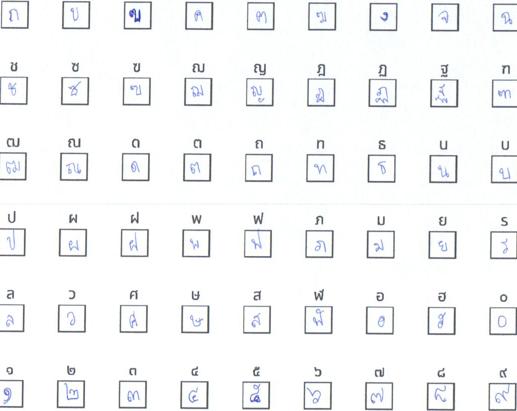 ก ข ฃ ค ฅ ฆ ง จ ฉ
ช ซ ฃ ฌ ญ ฎ ฏ ฐ ฑ
ช ซ ฃ ฌ ญ ฎ ฏ ฐ ฑ
ฒ ณ ด ต ถ ท ธ น บ
ฒ ณ ด ต ถ ท ธ น บ
ป ผ ฝ พ ฟ ภ ม ย ร
ป ผ ฝ พ ฟ ภ ม ย ร
ล ว ศ ษ ส ฬ อ ฮ ๐
ล ว ศ ษ ส ฬ อ ฮ ๐
๑ ๒ ๓ ๔ ๕ ๖ ๗ ๘ ๙
๑ ๒ ๓ ๔ ๕ ๖ ๗ ๘ ๙